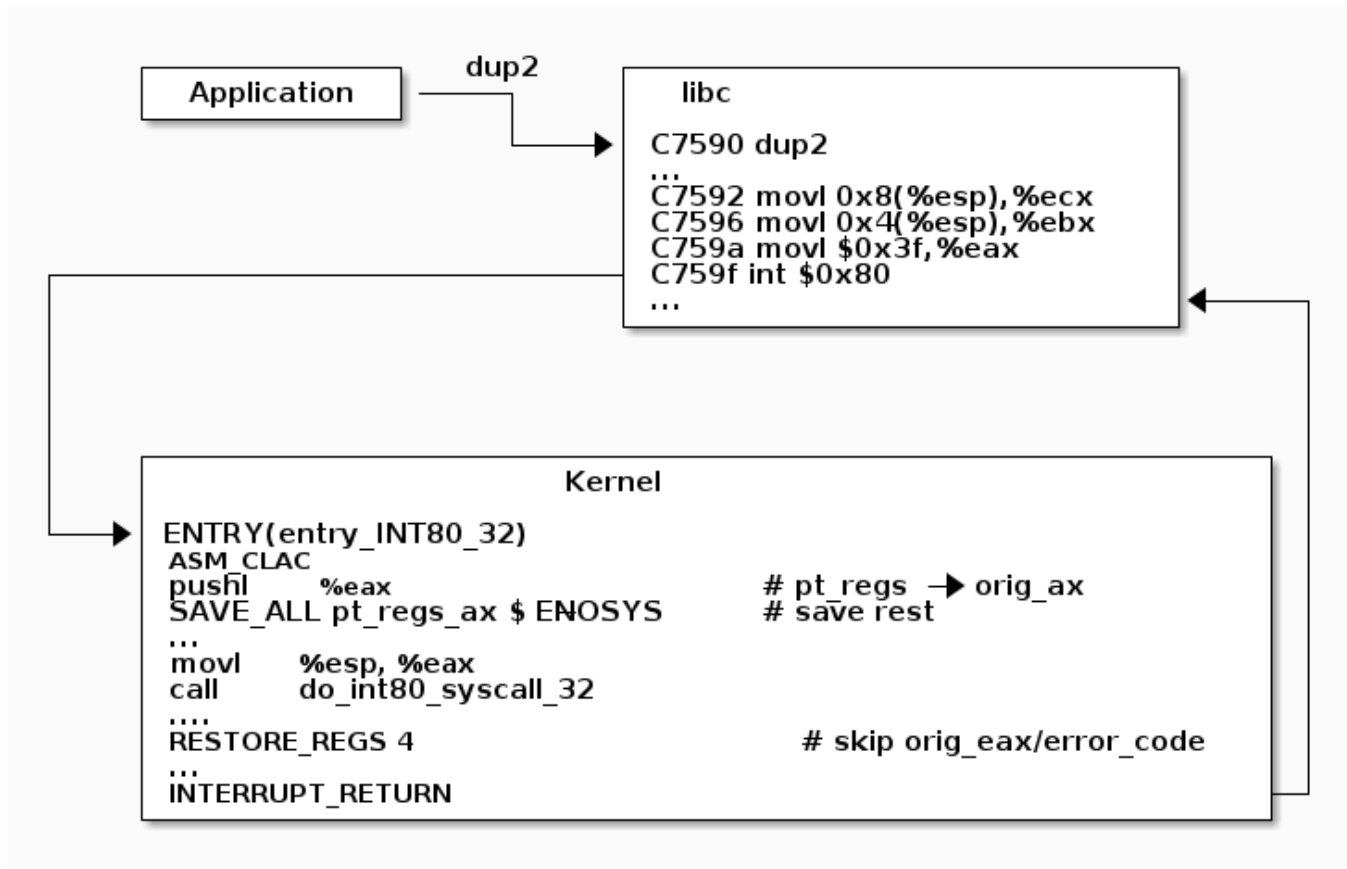 dup2
Application
libc
C7590 dup2
...
C7592 movl 0x8(%esp),%ecx
C7596 movl 0x4(%esp),%ebx
C759a movl $0x3f,%eax
C759f int $0x80
...
Kernel
ENTRY(entry_INT80_32)
ASM_CLAC
pushl %eax # pt_regs → orig_ax
SAVE_ALL pt_regs_ax $ ENOSYS # save rest
...
movl %esp, %eax
call do_int80_syscall_32
....
RESTORE_REGS 4 # skip orig_eax/error_code
...
INTERRUPT_RETURN